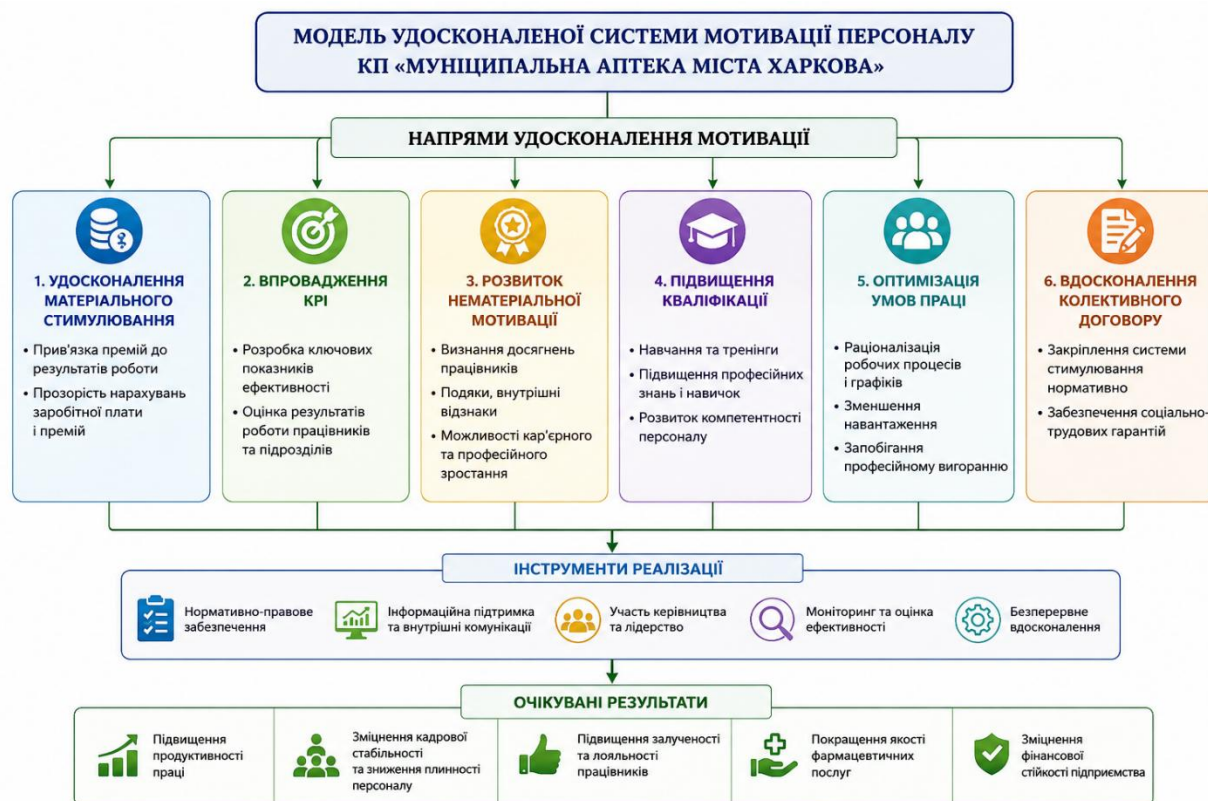 МОДЕЛЬ УДОСКОНАЛЕНОЇ СИСТЕМИ МОТИВАЦІЇ ПЕРСОНАЛУ
КП «МУНІЦИПАЛЬНА АПТЕКА МІСТА ХАРКОВА»
НАПРЯМИ УДОСКОНАЛЕННЯ МОТИВАЦІЇ
1. УДОСКОНАЛЕННЯ
МАТЕРІАЛЬНОГО
СТИМУЛЮВАННЯ
• Прив'язка премій до
результатів роботи
• Прозорість нарахувань
заробітної плати
і премій
2. ВПРОВАДЖЕННЯ
KPI
• Розробка ключових
показників
ефективності
• Оцінка результатів
роботи працівників
та підрозділів
3. РОЗВИТОК
НЕМАТЕРІАЛЬНОЇ
МОТИВАЦІЇ
• Визнання досягнень
працівників
• Подяки, внутрішні
відзнаки
• Можливості кар'єрного
та професійного
зростання
4. ПІДВИЩЕННЯ
КВАЛІФІКАЦІЇ
• Навчання та тренінги
• Підвищення професійних
знань і навичок
• Розвиток компетентності
персоналу
5. ОПТИМІЗАЦІЯ
УМОВ ПРАЦІ
• Раціоналізація
робочих процесів
і графіків
• Зменшення
навантаження
• Запобігання
професійному вигоранню
6. ВДОСКОНАЛЕННЯ
КОЛЕКТИВНОГО
ДОГОВОРУ
• Закріплення системи
стимулювання
нормативно
• Забезпечення соціально-
трудових гарантій
ІНСТРУМЕНТИ РЕАЛІЗАЦІЇ
Нормативно-правове
забезпечення
Інформаційна підтримка
та внутрішні комунікації
Участь керівництва
та лідерство
Моніторинг та оцінка
ефективності
Безперервне
вдосконалення
ОЧІКУВАНІ РЕЗУЛЬТАТИ
Підвищення
продуктивності
праці
Зміцнення кадрової
стабільності
та зниження плинності
персоналу
Підвищення залученості
та лояльності
працівників
Покращення якості
фармацевтичних
послуг
Зміцнення
фінансової
стійкості підприємства